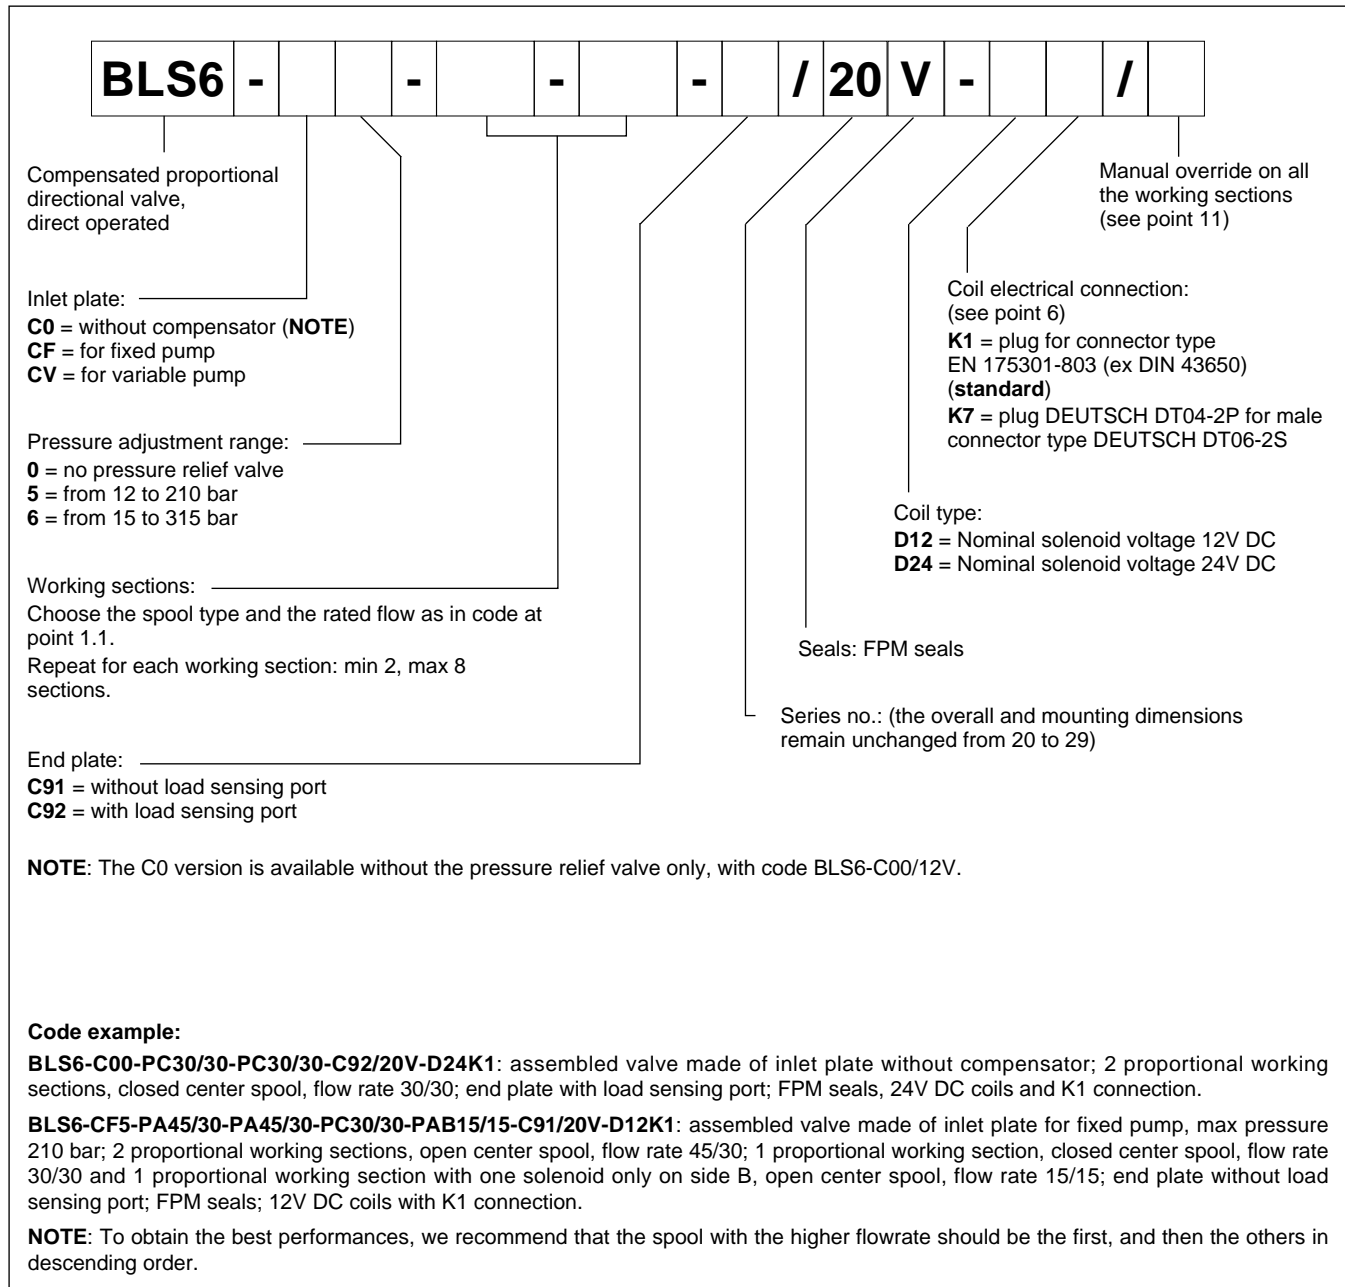 BLS6 - - - - / 20 V - /
Compensated proportional
directional valve,
direct operated
Manual override on all
the working sections
(see point 11)
Inlet plate:
C0 = without compensator (NOTE)
CF = for fixed pump
CV = for variable pump
Coil electrical connection:
(see point 6)
K1 = plug for connector type
EN 175301-803 (ex DIN 43650)
(standard)
K7 = plug DEUTSCH DT04-2P for male
connector type DEUTSCH DT06-2S
Pressure adjustment range:
0 = no pressure relief valve
5 = from 12 to 210 bar
6 = from 15 to 315 bar
Coil type:
D12 = Nominal solenoid voltage 12V DC
D24 = Nominal solenoid voltage 24V DC
Working sections:
Choose the spool type and the rated flow as in code at
point 1.1.
Repeat for each working section: min 2, max 8
sections.
Seals: FPM seals
Series no.: (the overall and mounting dimensions
remain unchanged from 20 to 29)
End plate:
C91 = without load sensing port
C92 = with load sensing port
NOTE: The C0 version is available without the pressure relief valve only, with code BLS6-C00/12V.
Code example:
BLS6-C00-PC30/30-PC30/30-C92/20V-D24K1: assembled valve made of inlet plate without compensator; 2 proportional working
sections, closed center spool, flow rate 30/30; end plate with load sensing port; FPM seals, 24V DC coils and K1 connection.
BLS6-CF5-PA45/30-PA45/30-PC30/30-PAB15/15-C91/20V-D12K1: assembled valve made of inlet plate for fixed pump, max pressure
210 bar; 2 proportional working sections, open center spool, flow rate 45/30; 1 proportional working section, closed center spool, flow rate
30/30 and 1 proportional working section with one solenoid only on side B, open center spool, flow rate 15/15; end plate without load
sensing port; FPM seals; 12V DC coils with K1 connection.
NOTE: To obtain the best performances, we recommend that the spool with the higher flowrate should be the first, and then the others in
descending order.